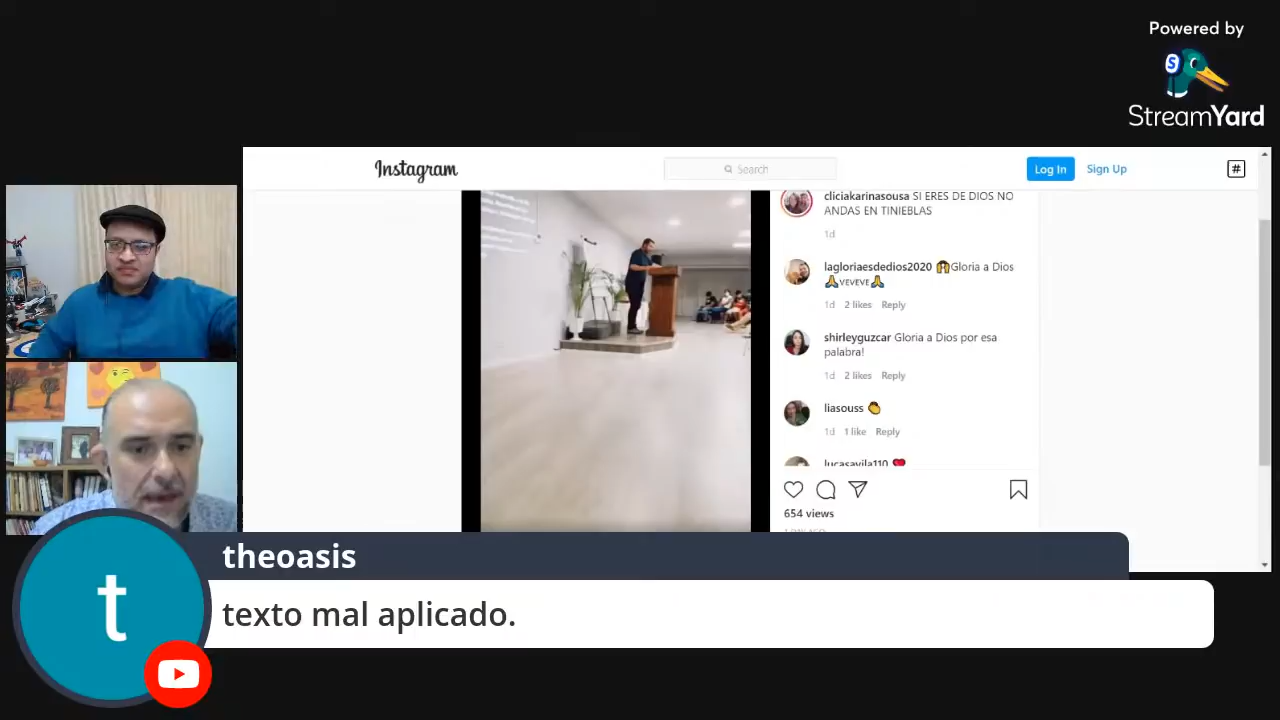 Powered by
S
StreamYard
Instagram
Search
Log In
Sign Up
#
cliciakarinasousa SI ERES DE DIOS NO
ANDAS EN TINIEBLAS
1d
lagloriaesdedios2020 Gloria a Dios
VEVEVE
1d 2 likes Reply
shirleyguzcar Gloria a Dios por esa
palabra!
1d 2 likes Reply
liasouss
1d 1 like Reply
lucasavila110
654 views
theoasis
t
texto mal aplicado.